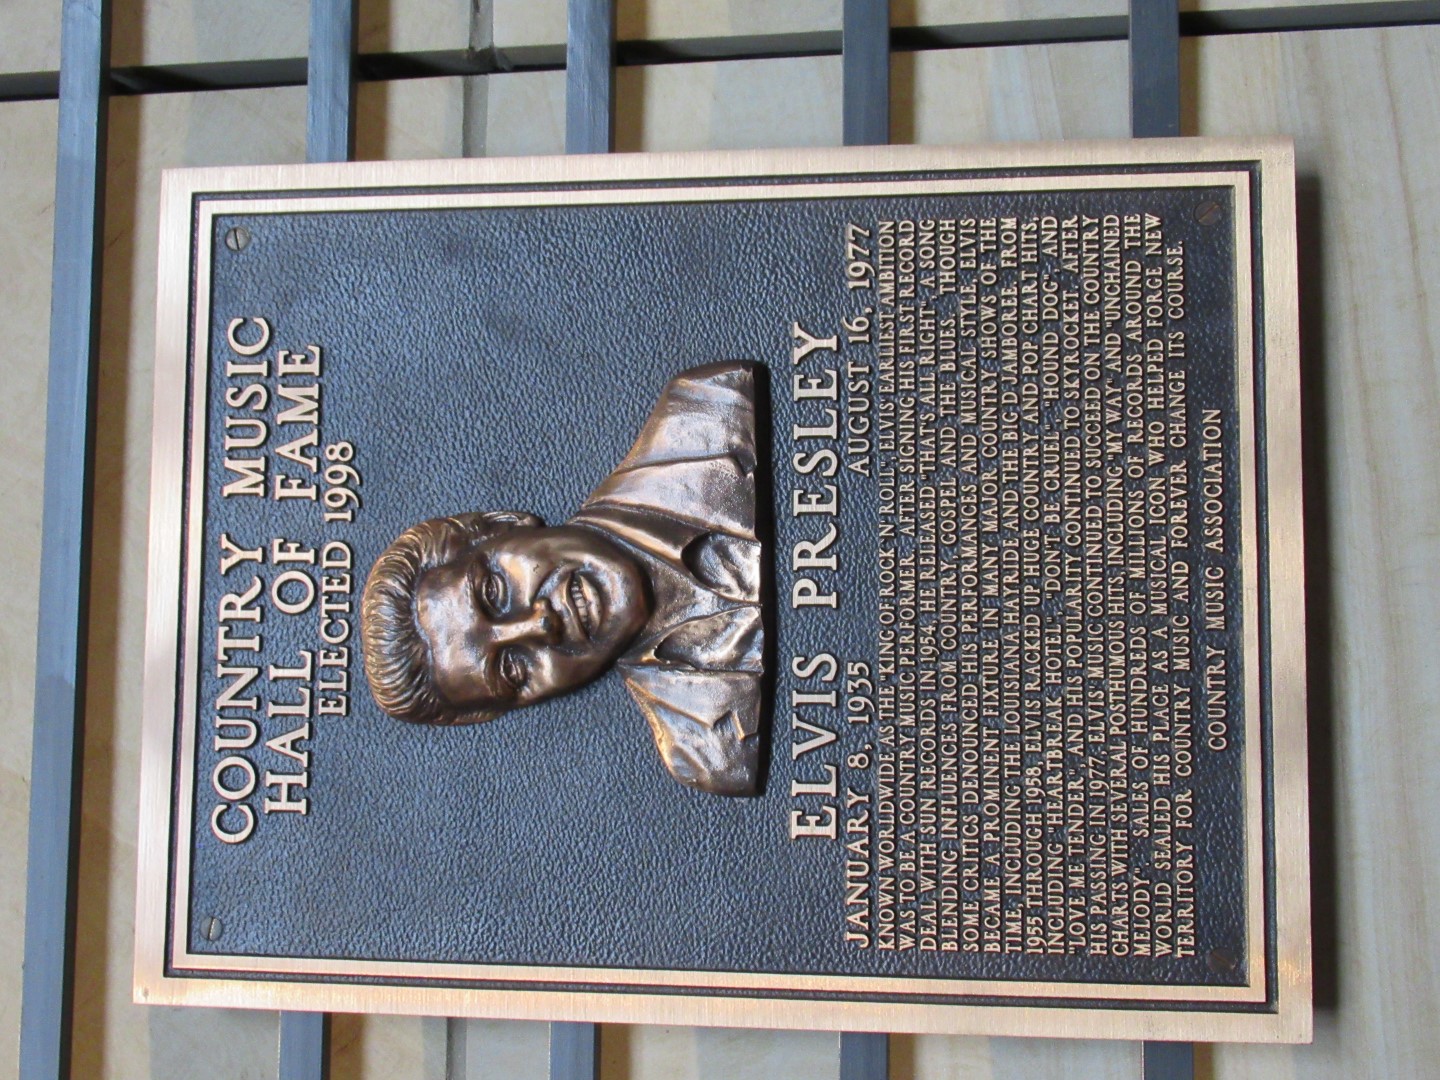 COUNTRY MUSIC
HALL OF FAME
ELECTED 1998
ELVIS PRESLEY
JANUARY 8, 1935 AUGUST 16, 1977
KNOWN WORLDWIDE AS THE "KING OF ROCK 'N' ROLL," ELVIS' EARLIEST AMBITION
WAS TO BE A COUNTRY MUSIC PERFORMER. AFTER SIGNING HIS FIRST RECORD
DEAL WITH SUN RECORDS IN 1954, HE RELEASED "THAT'S ALL RIGHT," A SONG
BLENDING INFLUENCES FROM COUNTRY, GOSPEL AND THE BLUES. THOUGH
SOME CRITICS DENOUNCED HIS PERFORMANCES AND MUSICAL STYLE, ELVIS
BECAME A PROMINENT FIXTURE IN MANY MAJOR COUNTRY SHOWS OF THE
TIME, INCLUDING THE LOUISIANA HAYRIDE AND THE BIG D JAMBOREE. FROM
1955 THROUGH 1958, ELVIS RACKED UP HUGE COUNTRY AND POP CHART HITS,
INCLUDING "HEARTBREAK HOTEL", "DON'T BE CRUEL", "HOUND DOG", AND
"LOVE ME TENDER", AND HIS POPULARITY CONTINUED TO SKYROCKET. AFTER
HIS PASSING IN 1977, ELVIS' MUSIC CONTINUED TO SUCCEED ON THE COUNTRY
CHARTS WITH SEVERAL POSTHUMOUS HITS, INCLUDING "MY WAY" AND "UNCHAINED
MELODY". SALES OF HUNDREDS OF MILLIONS OF RECORDS AROUND THE
WORLD SEALED HIS PLACE AS A MUSICAL ICON WHO HELPED FORGE NEW
TERRITORY FOR COUNTRY MUSIC AND FOREVER CHANGE ITS COURSE.
COUNTRY MUSIC ASSOCIATION